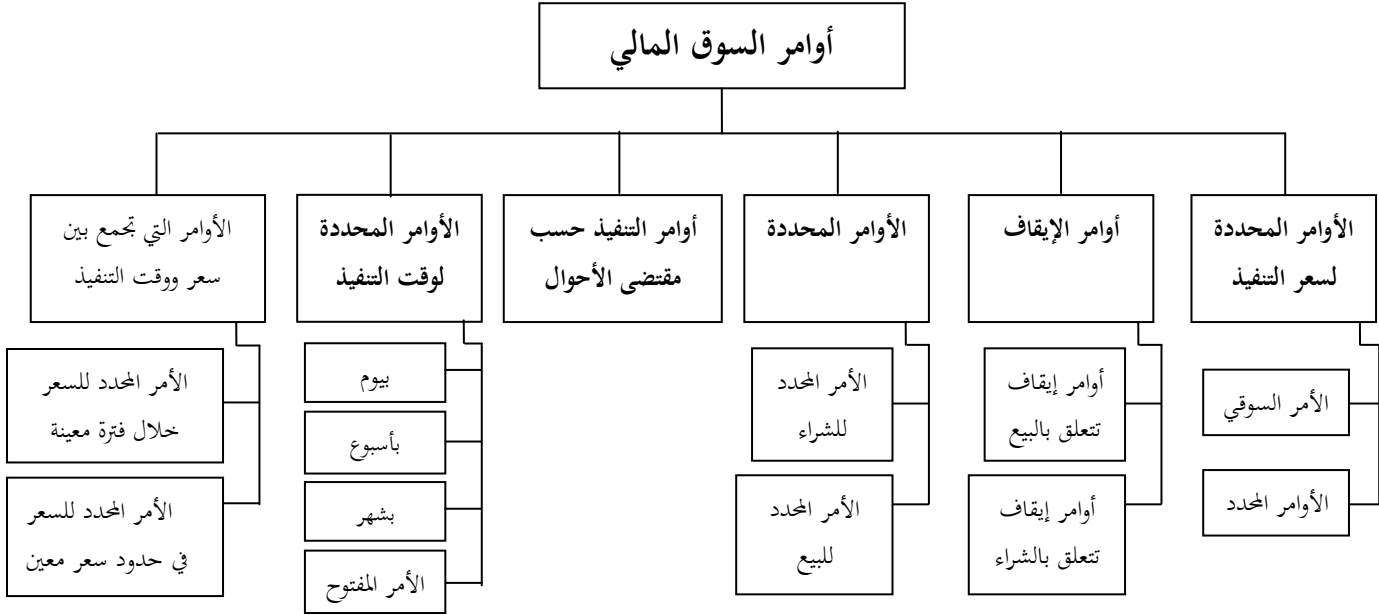 أوامر السوق المالي
الأوامر المحددة
لسعر التنفيذ
الأمر السوقي
الأوامر المحدد
أوامر الإيقاف
أوامر إيقاف
تتعلق بالبيع
أوامر إيقاف
تتعلق بالشراء
الأوامر المحددة
الأمر المحدد
للشراء
الأمر المحدد
للبيع
أوامر التنفيذ حسب
مقتضى الأحوال
الأوامر المحددة
لوقت التنفيذ
بيوم
بأسبوع
بشهر
الأمر المفتوح
الأوامر التي تجمع بين
سعر ووقت التنفيذ
الأمر المحدد للسعر
خلال فترة معينة
الأمر المحدد للسعر
في حدود سعر معين